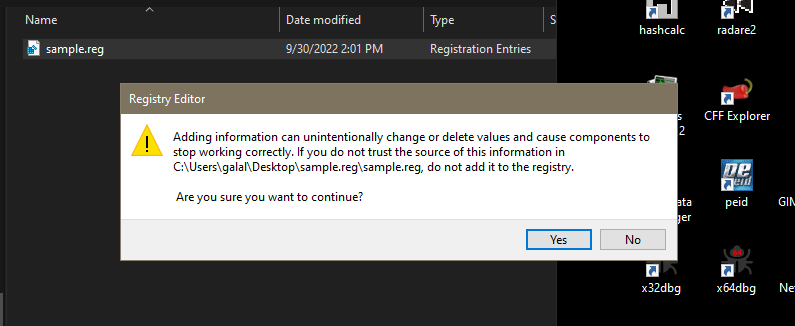 Name Date modified Type S
sample.reg 9/30/2022 2:01 PM Registration Entries
hashcalc radare2
Registry Editor
Adding information can unintentionally change or delete values and cause components to
stop working correctly. If you do not trust the source of this information in
C:\Users\galal\Desktop\sample.reg\sample.reg, do not add it to the registry.
Are you sure you want to continue?
Yes No
s CFF Explorer
2
PE
iD
ata peid GIN
ger
x32dbg x64dbg Net